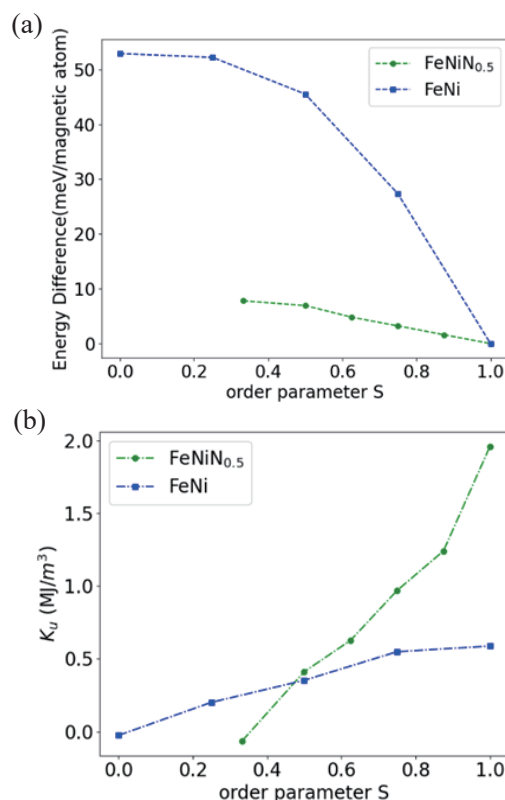 (a)
Energy Difference(meV/magnetic atom)
50
40
30
20
10
0
FeNiN0.5
FeNi
0.0 0.2 0.4 0.6 0.8 1.0
order parameter S
(b)
Ku (MJ/m³)
2.0
1.5
1.0
0.5
0.0
FeNiN0.5
FeNi
0.0 0.2 0.4 0.6 0.8 1.0
order parameter S